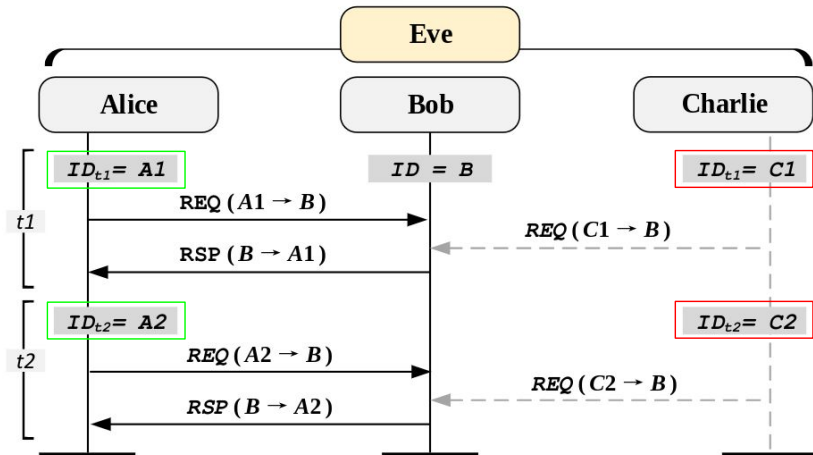 Eve
Alice Bob Charlie
t1
ID_t1= A1 ID = B ID_t1= C1
REQ(A1 → B)
REQ(C1 → B)
RSP(B → A1)
t2
ID_t2= A2 ID_t2= C2
REQ(A2 → B)
REQ(C2 → B)
RSP(B → A2)